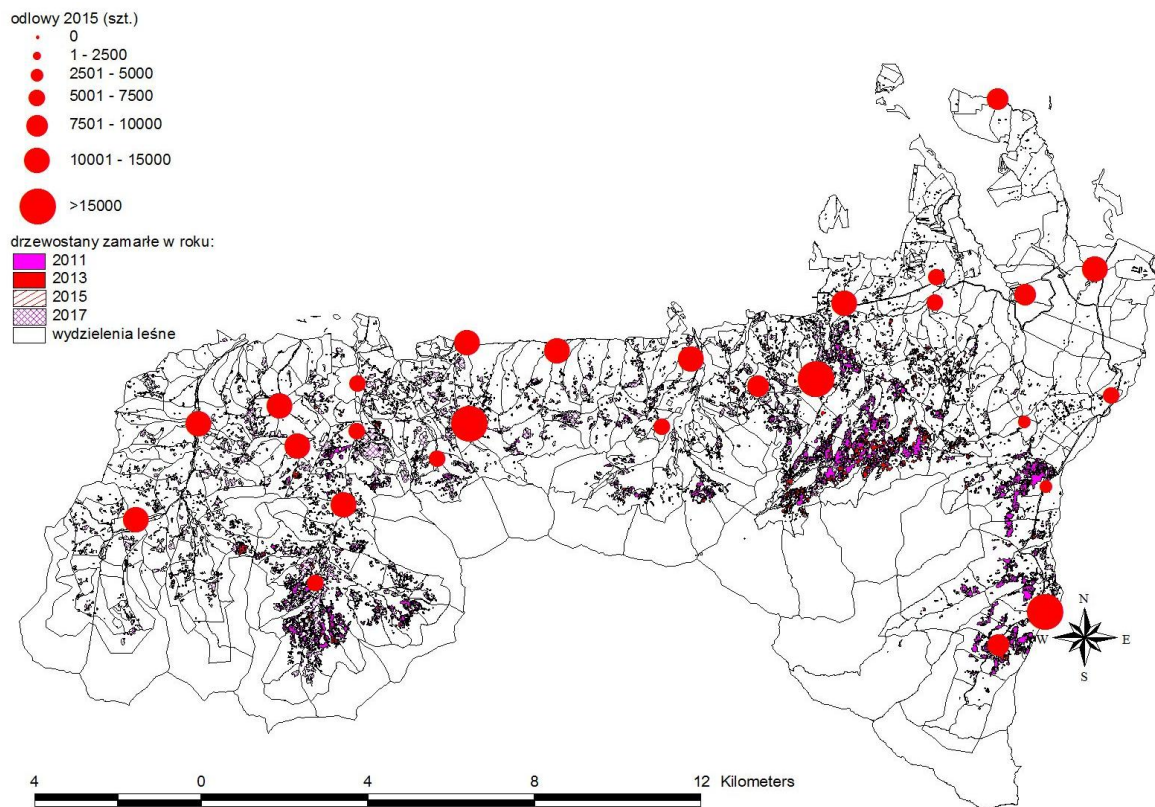 odlowy 2015 (szt.)
0
1 - 2500
2501 - 5000
5001 - 7500
7501 - 10000
10001 - 15000
>15000
drzewostany zamarłe w roku:
2011
2013
2015
2017
wydzielenia leśne
N
W E
S
4 0 4 8 12 Kilometers